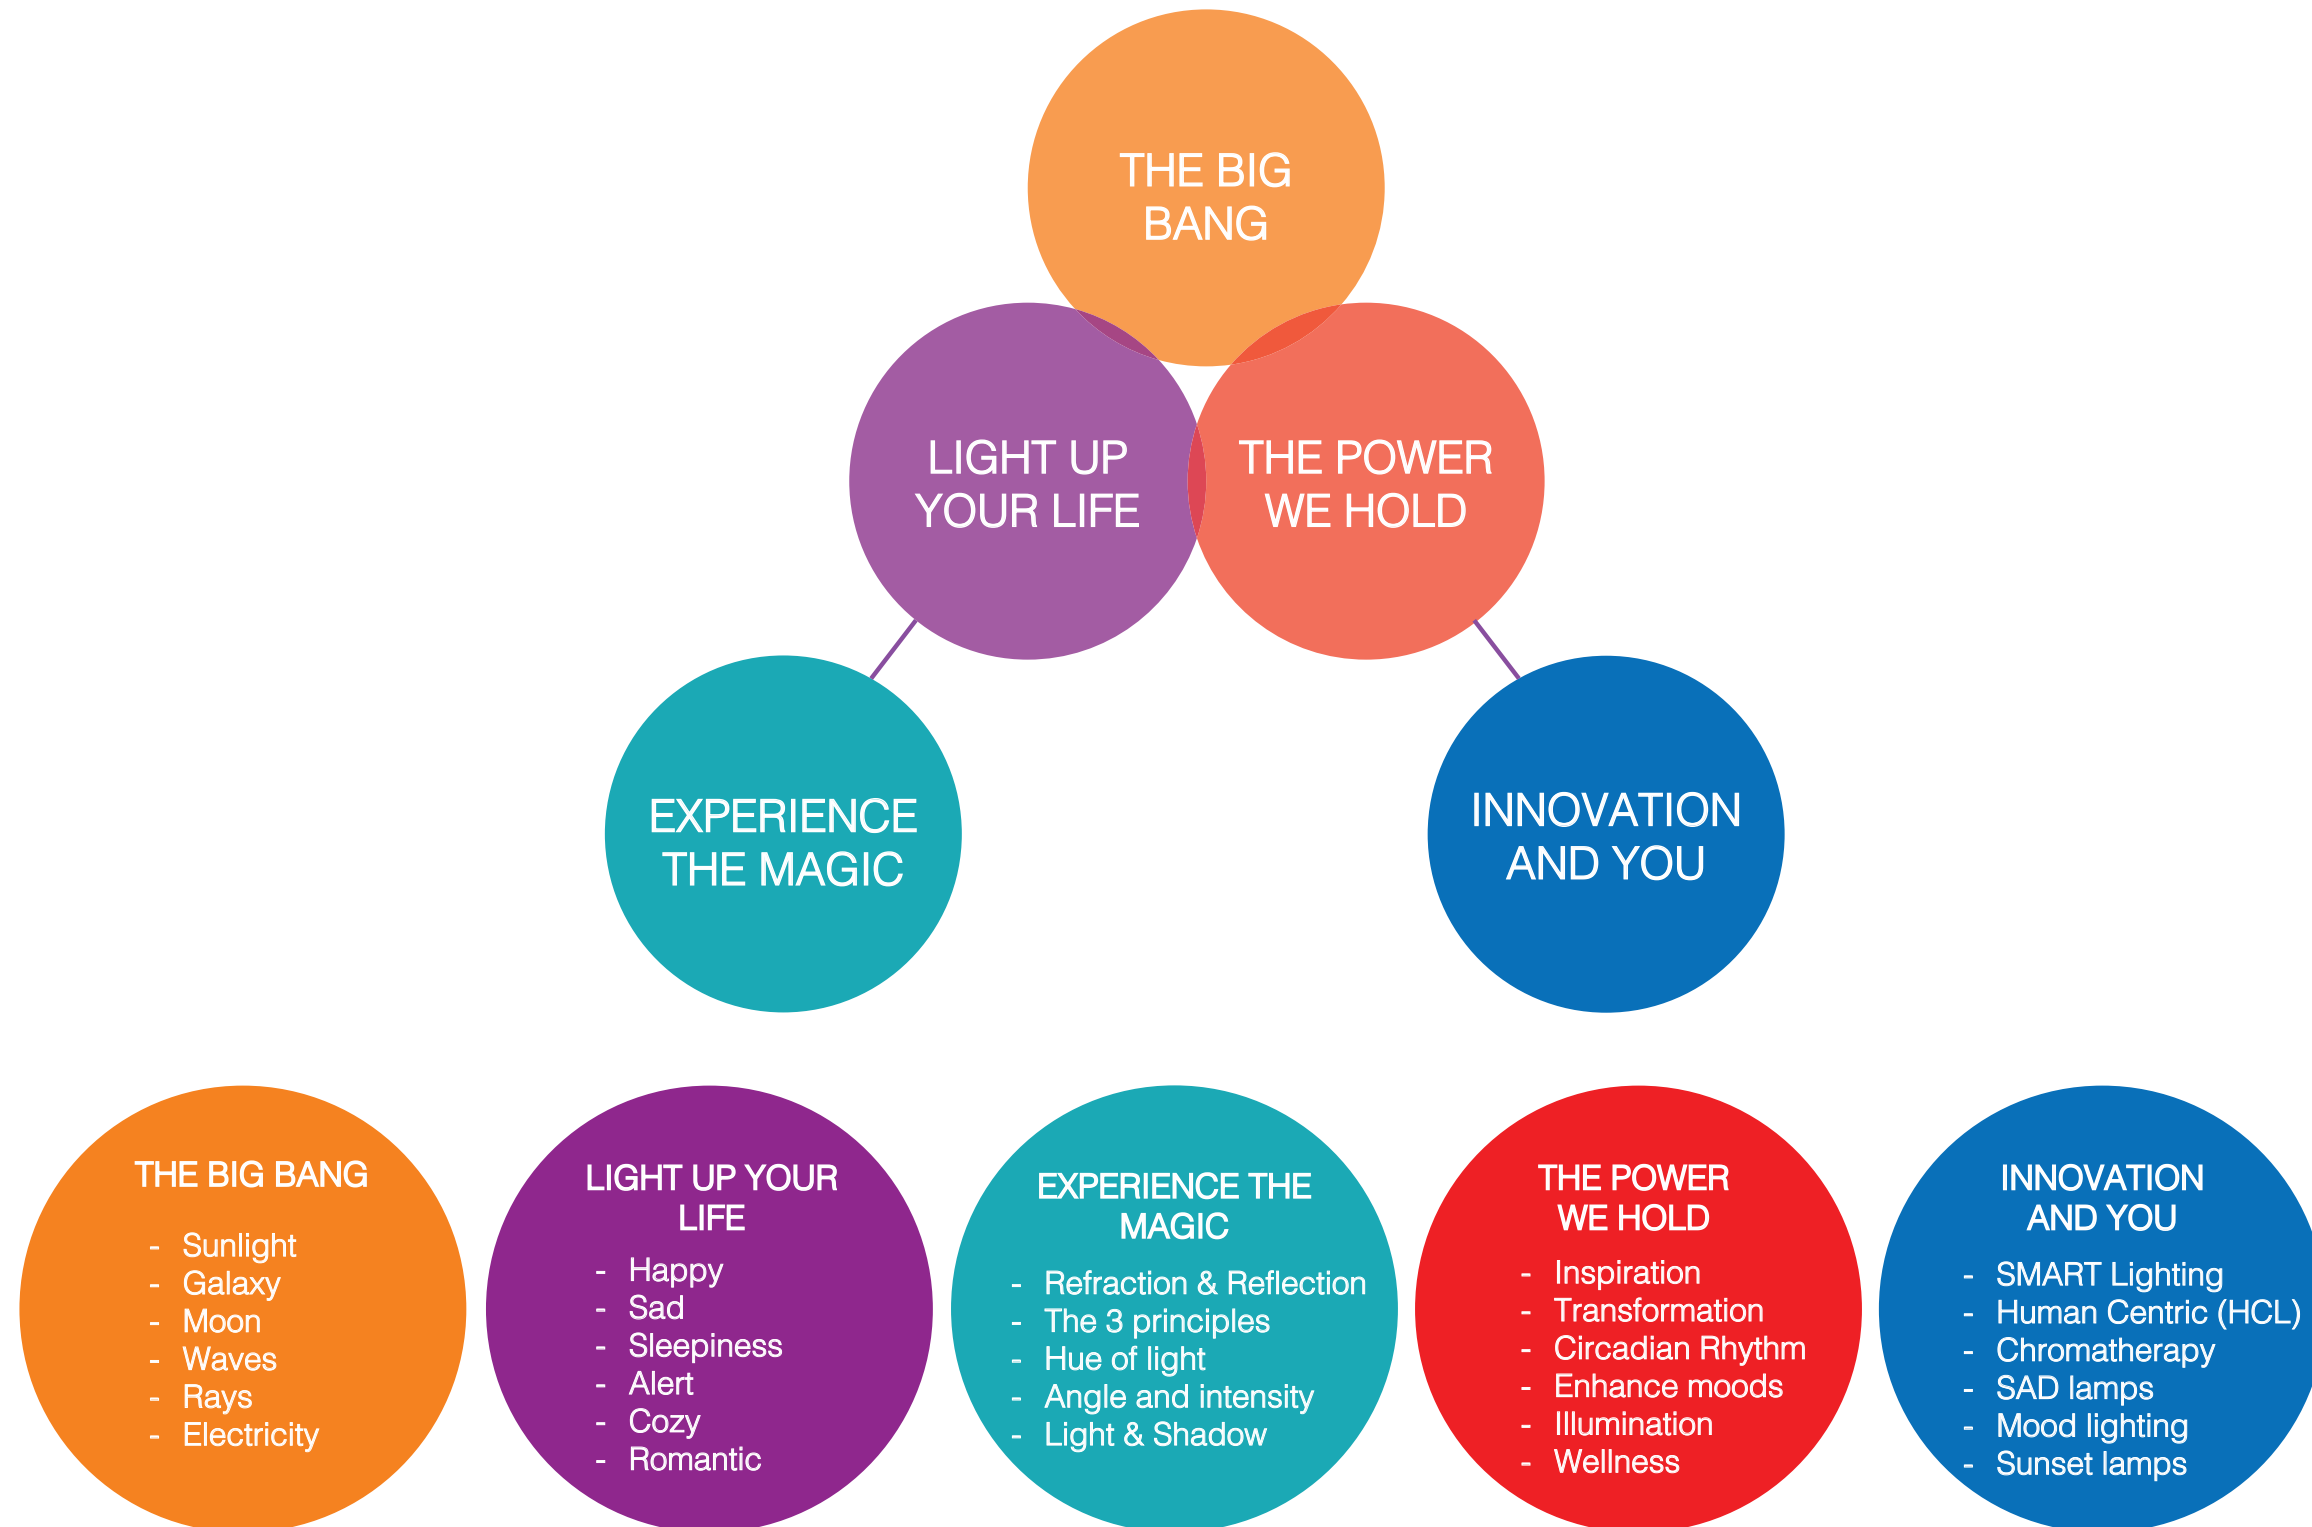 THE BIG
BANG
LIGHT UP
YOUR LIFE
THE POWER
WE HOLD
EXPERIENCE
THE MAGIC
INNOVATION
AND YOU
THE BIG BANG
- Sunlight
- Galaxy
- Moon
- Waves
- Rays
- Electricity
LIGHT UP YOUR
LIFE
- Happy
- Sad
- Sleepiness
- Alert
- Cozy
- Romantic
EXPERIENCE THE
MAGIC
- Refraction & Reflection
- The 3 principles
- Hue of light
- Angle and intensity
- Light & Shadow
THE POWER
WE HOLD
- Inspiration
- Transformation
- Circadian Rhythm
- Enhance moods
- Illumination
- Wellness
INNOVATION
AND YOU
- SMART Lighting
- Human Centric (HCL)
- Chromatherapy
- SAD lamps
- Mood lighting
- Sunset lamps